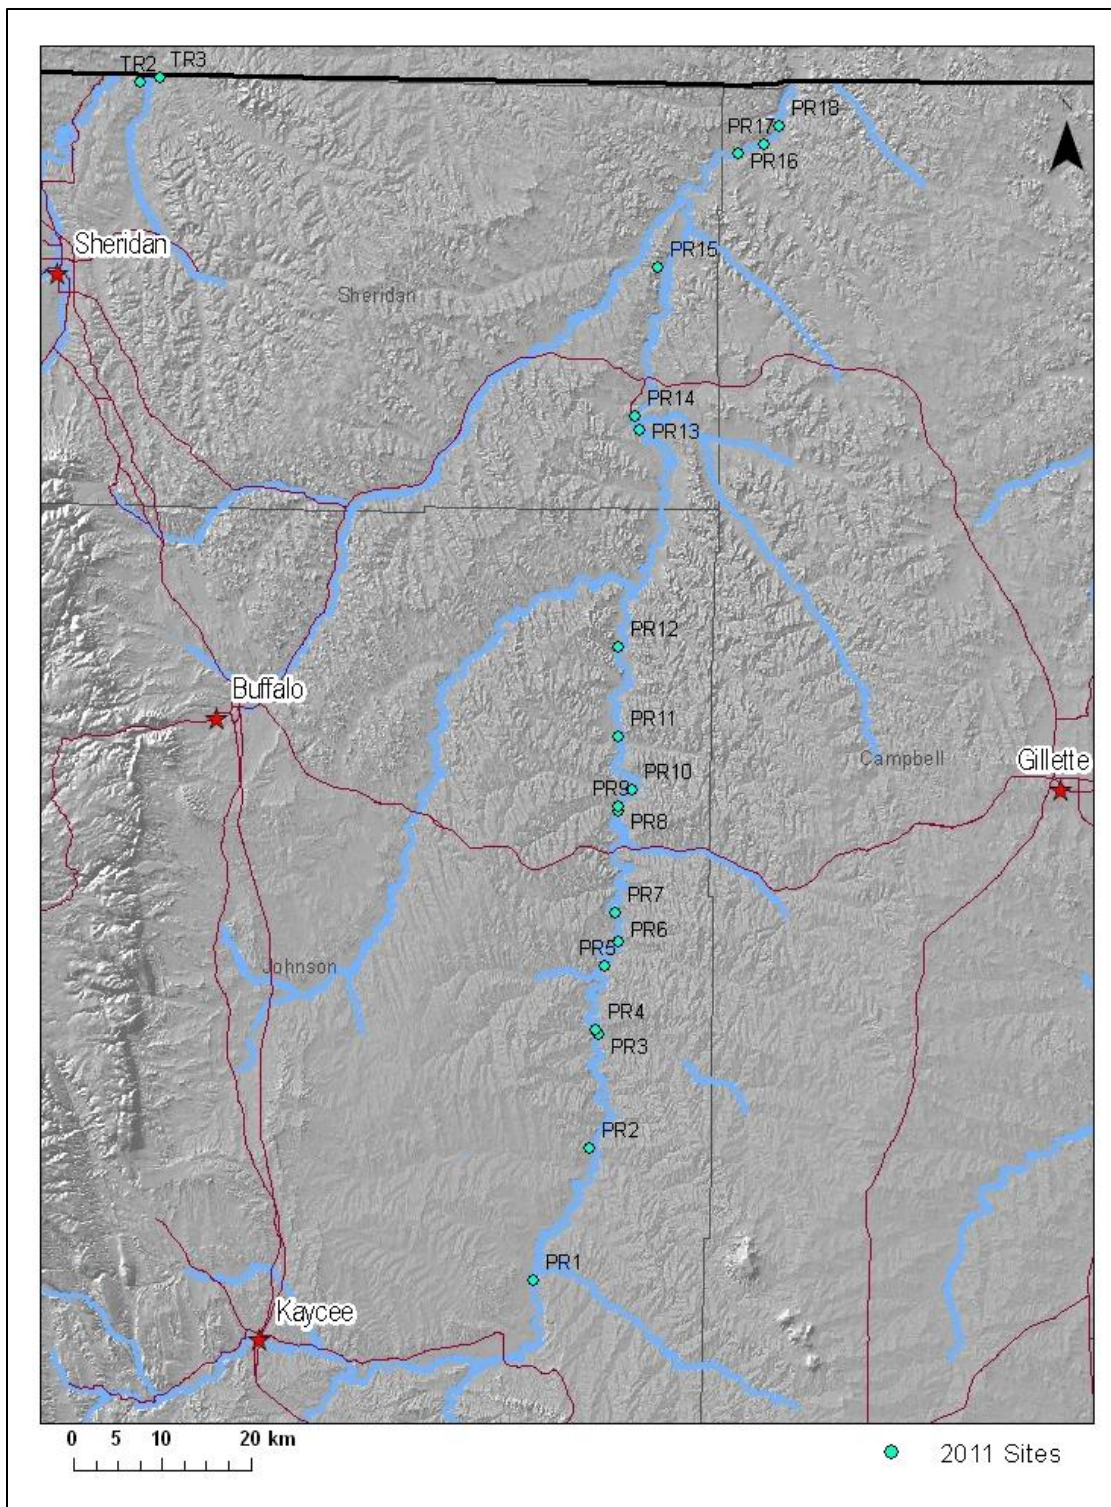 TR2
TR3
PR18
PR17
PR16
Sheridan
PR15
Sheridan
PR14
PR13
PR12
Buffalo
PR11
Campbell
Gillette
PR10
PR9
PR8
PR7
PR6
PR5
Johnson
PR4
PR3
PR2
PR1
Kaycee
0 5 10 20 km
2011 Sites